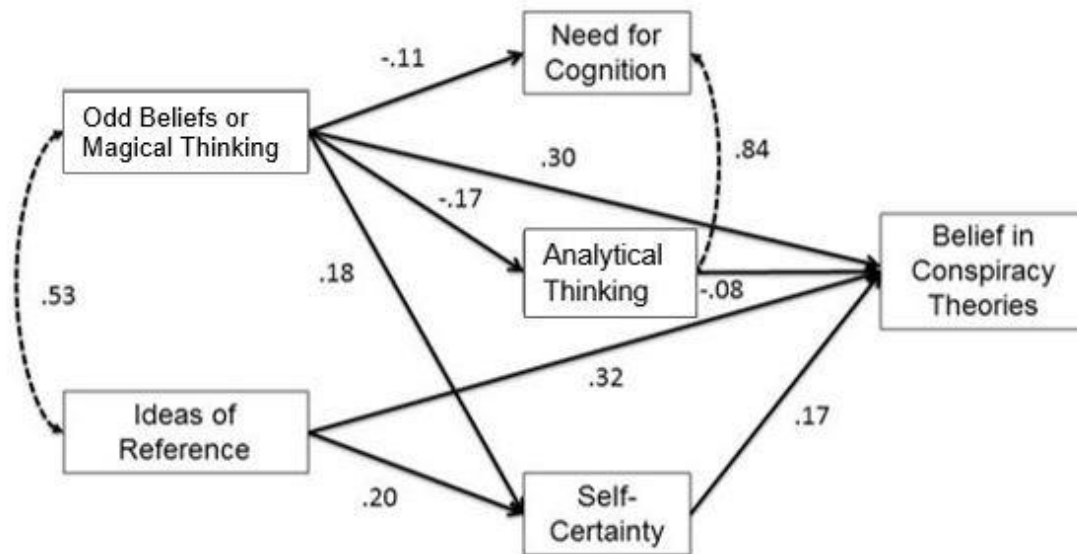 Need for
Cognition
-.11
Odd Beliefs or
Magical Thinking
.30
.84
-.17
Analytical
Thinking
Belief in
Conspiracy
Theories
.18
-.08
.53
.32
Ideas of
Reference
.17
.20
Self-
Certainty